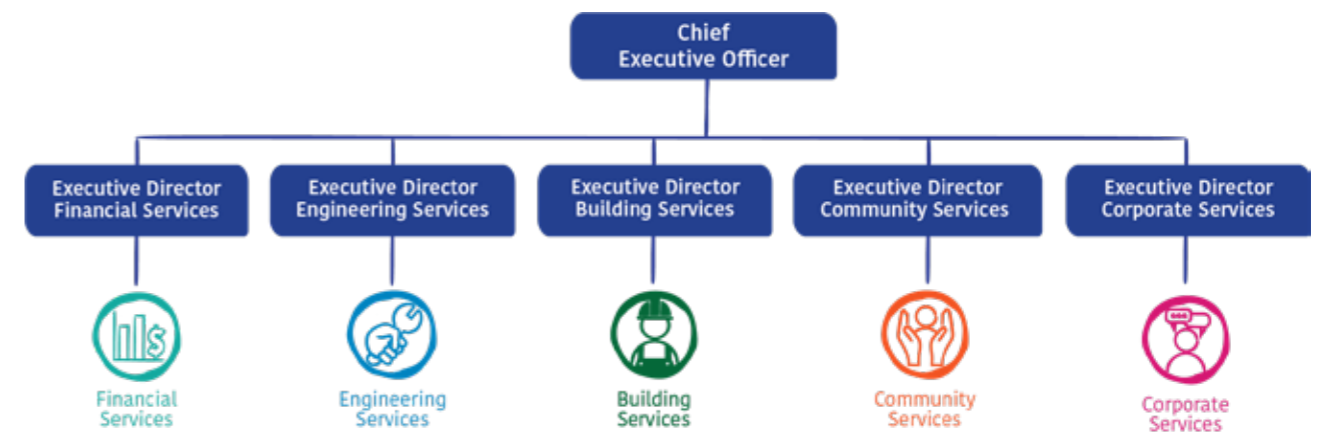 Chief
Executive Officer
Executive Director
Financial Services
Executive Director
Engineering Services
Executive Director
Building Services
Executive Director
Community Services
Executive Director
Corporate Services
$
Financial
Services
Engineering
Services
Building
Services
Community
Services
Corporate
Services